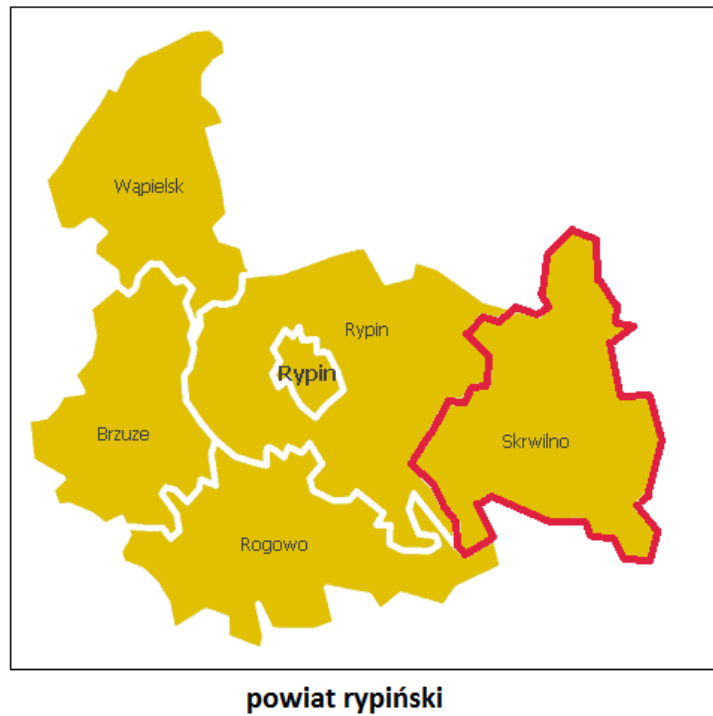 Wąpielsk
Rypin
Rypin
Brzuze
Skrwilno
Rogowo
powiat rypiński